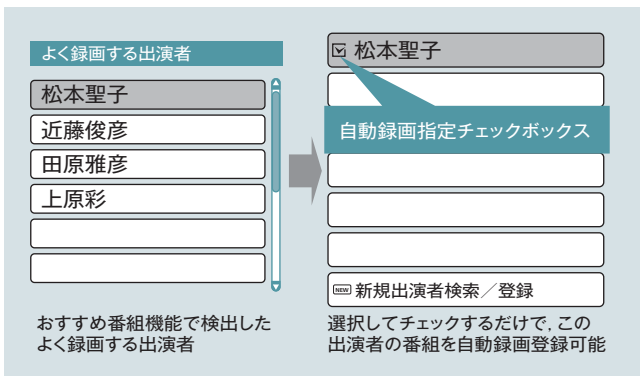 よく録画する出演者
松本聖子
近藤俊彦
田原雅彦
上原彩
おすすめ番組機能で検出した
よく録画する出演者
松本聖子
自動録画指定チェックボックス
NEW 新規出演者検索／登録
選択してチェックするだけで，この
出演者の番組を自動録画登録可能